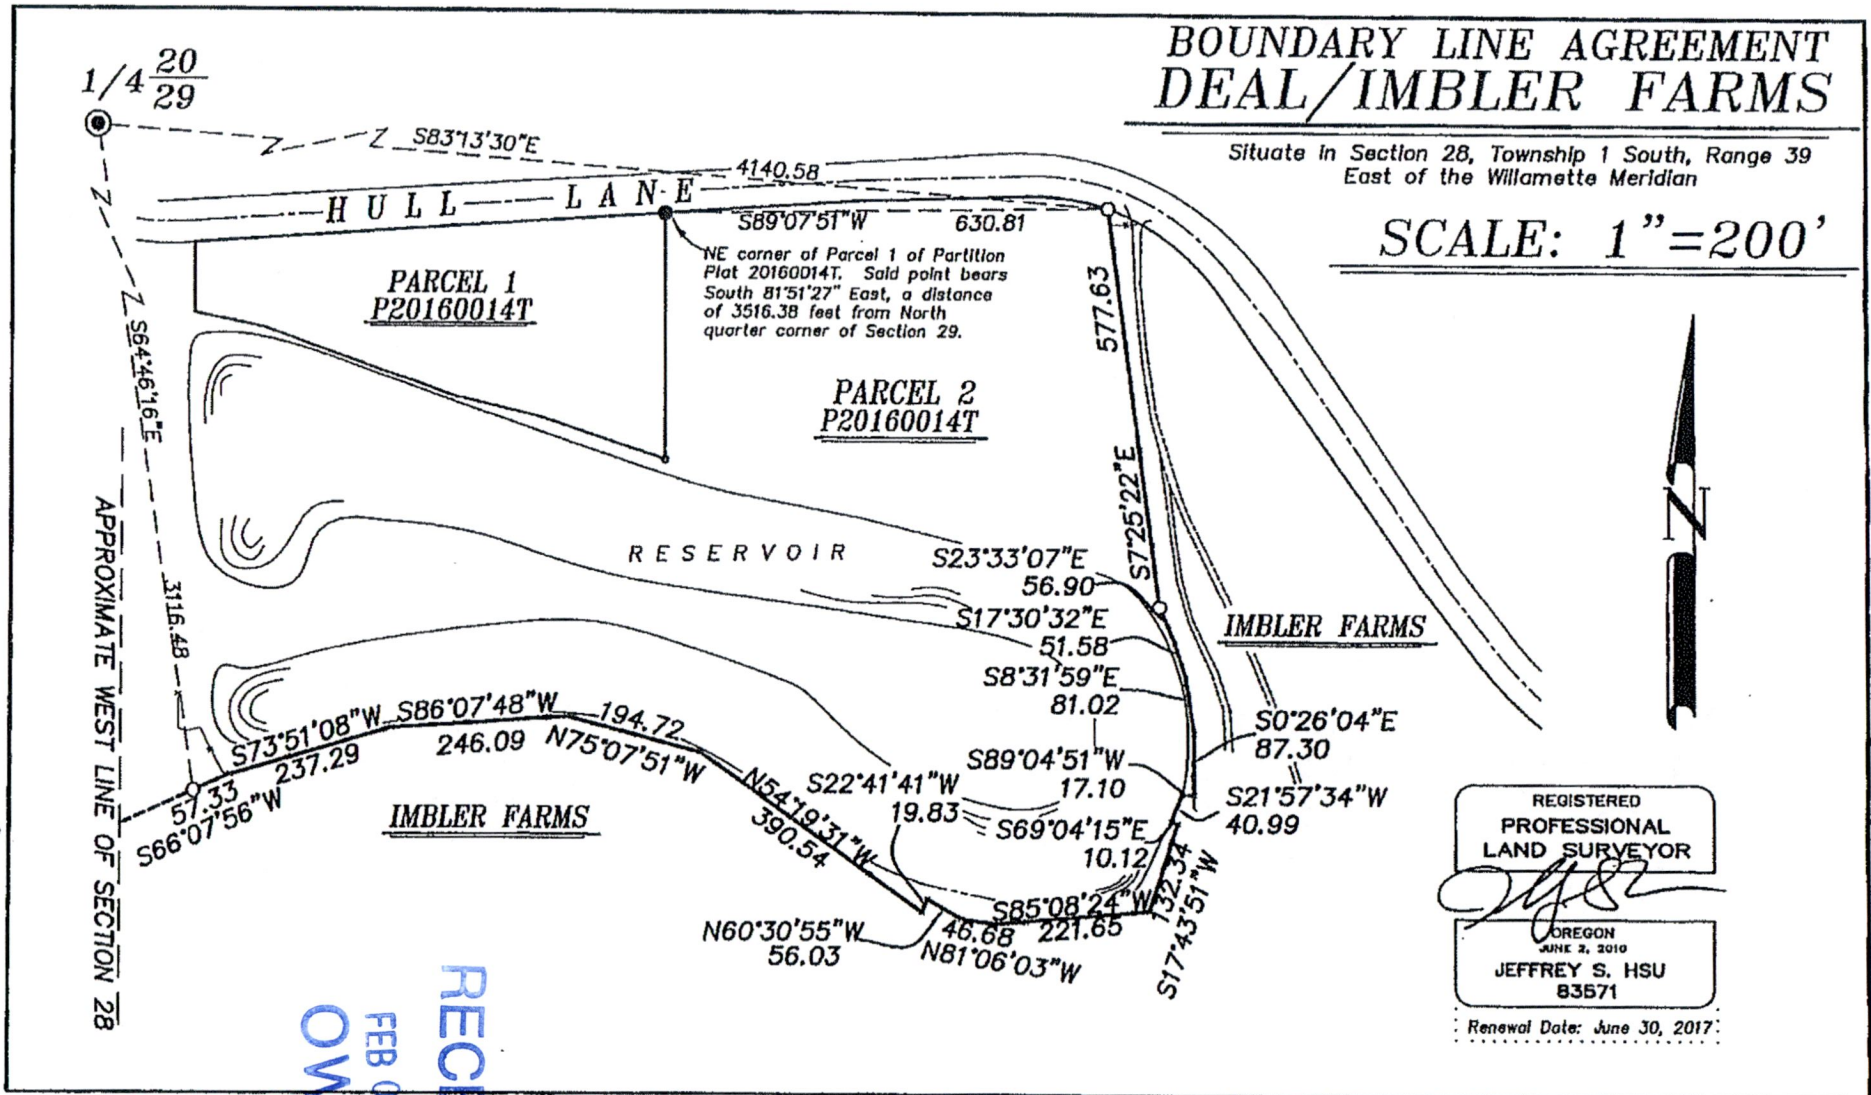 BOUNDARY LINE AGREEMENT
DEAL/IMBLER FARMS
Situate in Section 28, Township 1 South, Range 39
East of the Willamette Meridian
SCALE: 1"=200'
1/4 20
29
S83°13'30"E
4140.58
HULL LANE
S89°07'51"W 630.81
NE corner of Parcel 1 of Partition
Plat 20160014T. Said point bears
South 81°51'27" East, a distance
of 3516.38 feet from North
quarter corner of Section 29.
PARCEL 1
P20160014T
577.63
S7°25'22"E
S64°46'16"E
3116.48
PARCEL 2
P20160014T
N
APPROXIMATE WEST LINE OF SECTION 28
RESERVOIR
S23°33'07"E
56.90
S17°30'32"E
51.58
S8°31'59"E
81.02
IMBLER FARMS
S0°26'04"E
87.30
S89°04'51"W
17.10
S21°57'34"W
40.99
S69°04'15"E
10.12
132.34
S17°43'51"W
S85°08'24"W
221.65
46.68
N81°06'03"W
S22°41'41"W
19.83
N60°30'55"W
56.03
N54°19'31"W
390.54
194.72
N75°07'51"W
S86°07'48"W
246.09
S73°51'08"W
237.29
57.33
S66°07'56"W
IMBLER FARMS
REGISTERED
PROFESSIONAL
LAND SURVEYOR
OREGON
JUNE 2, 2010
JEFFREY S. HSU
83571
Renewal Date: June 30, 2017
RECE
FEB 0
OW